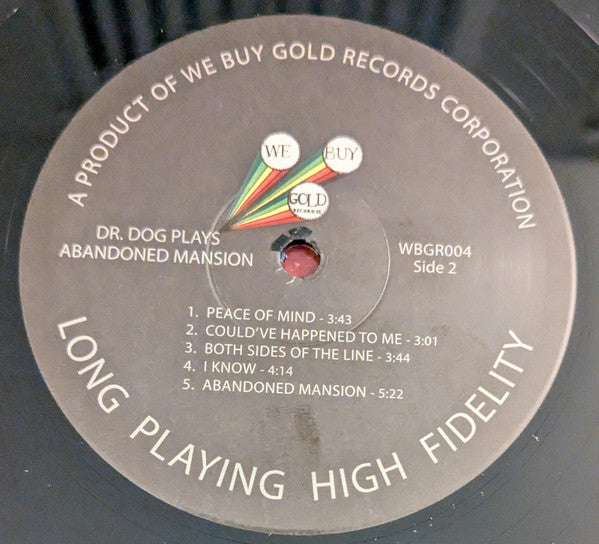 A PRODUCT OF WE BUY GOLD RECORDS CORPORATION
WE
BUY
GOLD
RECORDS
DR. DOG PLAYS
ABANDONED MANSION
WBGR004
Side 2
1. PEACE OF MIND - 3:43
2. COULD'VE HAPPENED TO ME - 3:01
3. BOTH SIDES OF THE LINE - 3:44
4. I KNOW - 4:14
5. ABANDONED MANSION - 5:22
LONG PLAYING HIGH FIDELITY